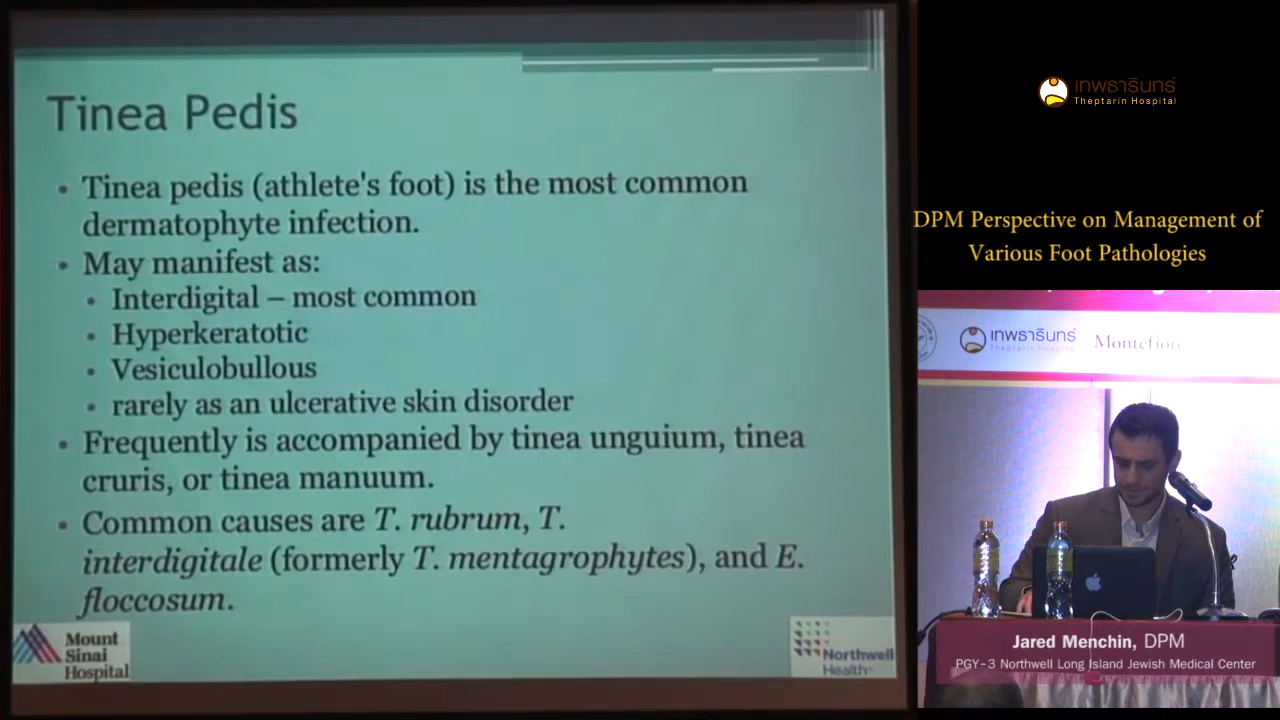 Tinea Pedis
• Tinea pedis (athlete's foot) is the most common
dermatophyte infection.
• May manifest as:
• Interdigital – most common
• Hyperkeratotic
• Vesiculobullous
• rarely as an ulcerative skin disorder
• Frequently is accompanied by tinea unguium, tinea
cruris, or tinea manuum.
• Common causes are T. rubrum, T.
interdigitale (formerly T. mentagrophytes), and E.
floccosum.
Mount
Sinai
Hospital
Northwell
Health
เทพธารินทร์
Theptarin Hospital
DPM Perspective on Management of
Various Foot Pathologies
เทพธารินทร์
Theptarin Hospital
Montefiore
Jared Menchin, DPM
PGY-3 Northwell Long Island Jewish Medical Center